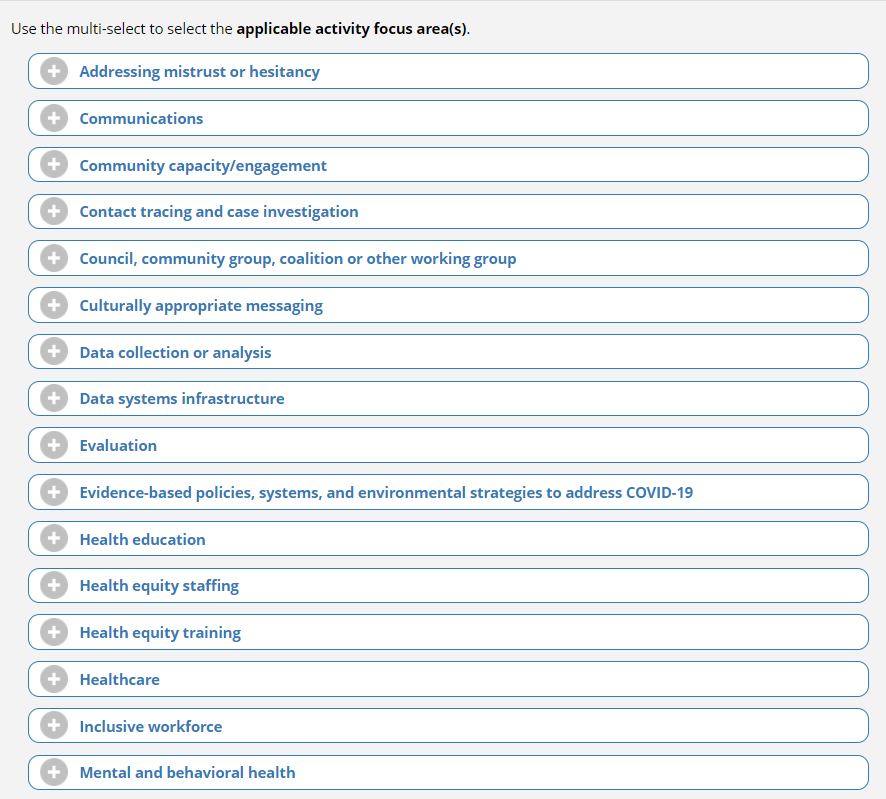 Use the multi-select to select the applicable activity focus area(s).
Addressing mistrust or hesitancy
Communications
Community capacity/engagement
Contact tracing and case investigation
Council, community group, coalition or other working group
Culturally appropriate messaging
Data collection or analysis
Data systems infrastructure
Evaluation
Evidence-based policies, systems, and environmental strategies to address COVID-19
Health education
Health equity staffing
Health equity training
Healthcare
Inclusive workforce
Mental and behavioral health